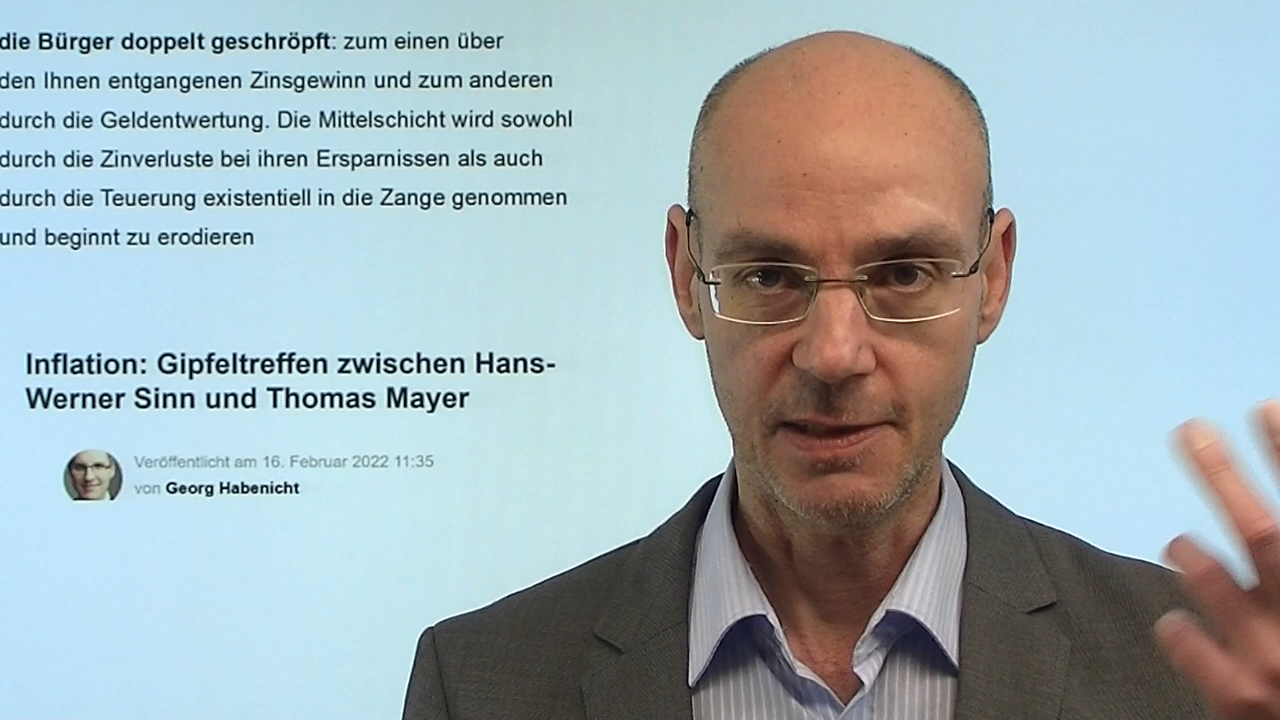 die Bürger doppelt geschröpft: zum einen über
den Ihnen entgangenen Zinsgewinn und zum anderen
durch die Geldentwertung. Die Mittelschicht wird sowohl
durch die Zinverluste bei ihren Ersparnissen als auch
durch die Teuerung existentiell in die Zange genommen
und beginnt zu erodieren
Inflation: Gipfeltreffen zwischen Hans-
Werner Sinn und Thomas Mayer
Veröffentlicht am 16. Februar 2022 11:35
von Georg Habenicht